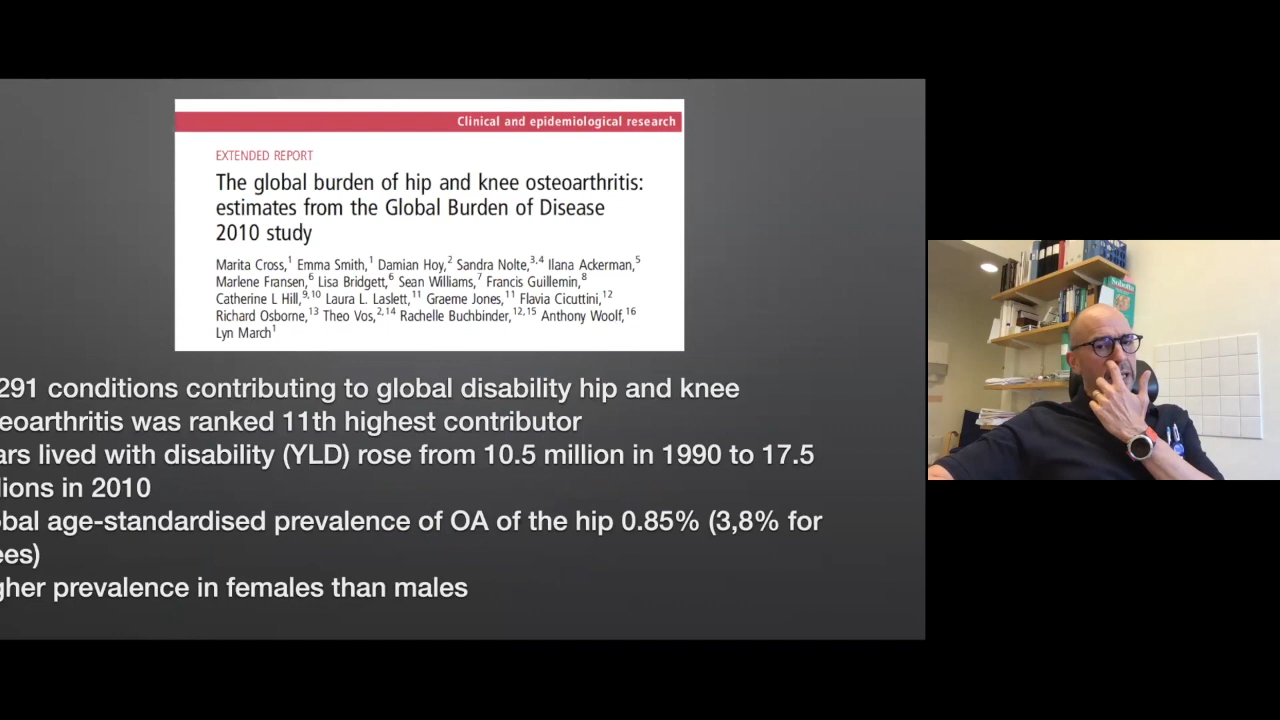 Clinical and epidemiological research
EXTENDED REPORT
The global burden of hip and knee osteoarthritis:
estimates from the Global Burden of Disease
2010 study
Marita Cross,1 Emma Smith,1 Damian Hoy,2 Sandra Nolte,3,4 Ilana Ackerman,5
Marlene Fransen,6 Lisa Bridgett,6 Sean Williams,7 Francis Guillemin,8
Catherine L Hill,9,10 Laura L. Laslett,11 Graeme Jones,11 Flavia Cicuttini,12
Richard Osborne,13 Theo Vos,2,14 Rachelle Buchbinder,12,15 Anthony Woolf,16
Lyn March1
291 conditions contributing to global disability hip and knee
eoarthritis was ranked 11th highest contributor
ars lived with disability (YLD) rose from 10.5 million in 1990 to 17.5
lions in 2010
bal age-standardised prevalence of OA of the hip 0.85% (3,8% for
ees)
gher prevalence in females than males
Sobotta